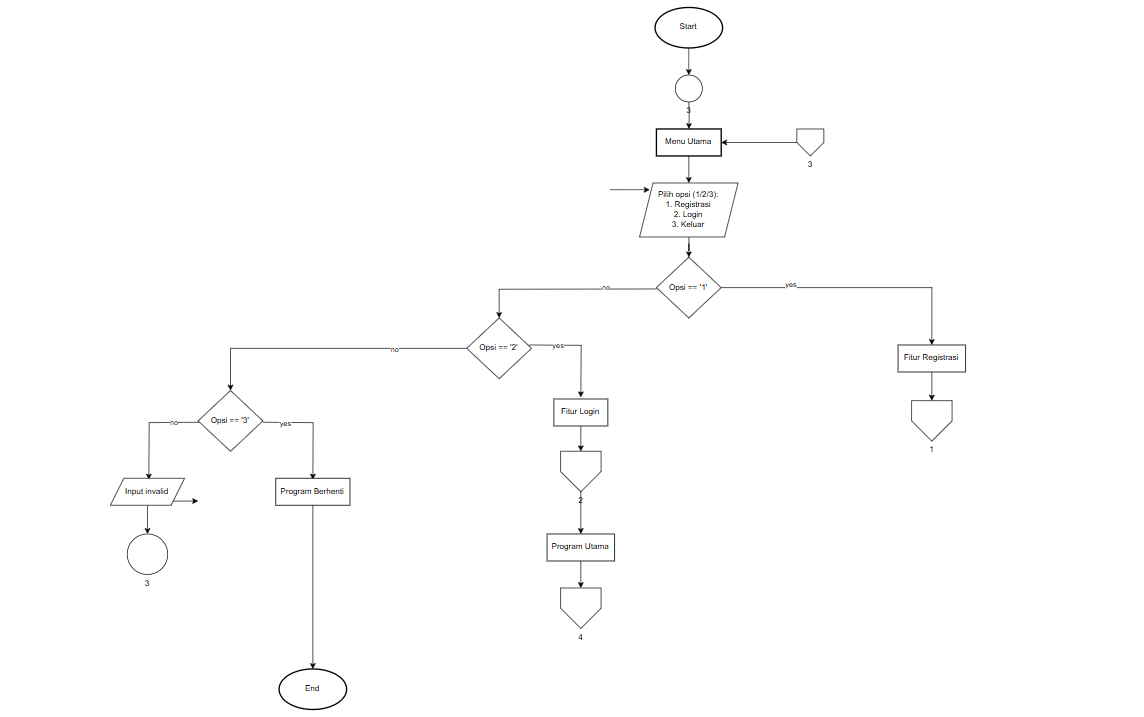 Start
3
Menu Utama
3
Pilih opsi (1/2/3):
1. Registrasi
2. Login
3. Keluar
Opsi == '1'
no
yes
Opsi == '2'
no
yes
Fitur Registrasi
1
Fitur Login
2
Opsi == '3'
no
yes
Input invalid
Program Berhenti
3
Program Utama
4
End